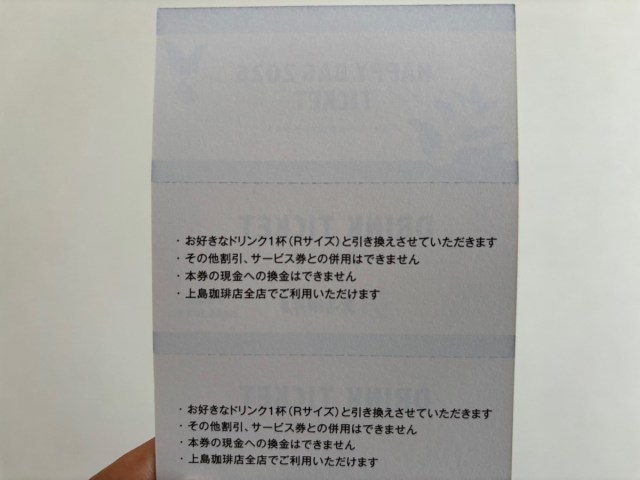 HAPPY BAG 2026
TICKET
DRINK TICKET
・お好きなドリンク1杯(Rサイズ)と引き換えさせていただきます
・その他割引、サービス券との併用はできません
・本券の現金への換金はできません
・上島珈琲店全店でご利用いただけます
DRINK TICKET
・お好きなドリンク1杯(Rサイズ)と引き換えさせていただきます
・その他割引、サービス券との併用はできません
・本券の現金への換金はできません
・上島珈琲店全店でご利用いただけます